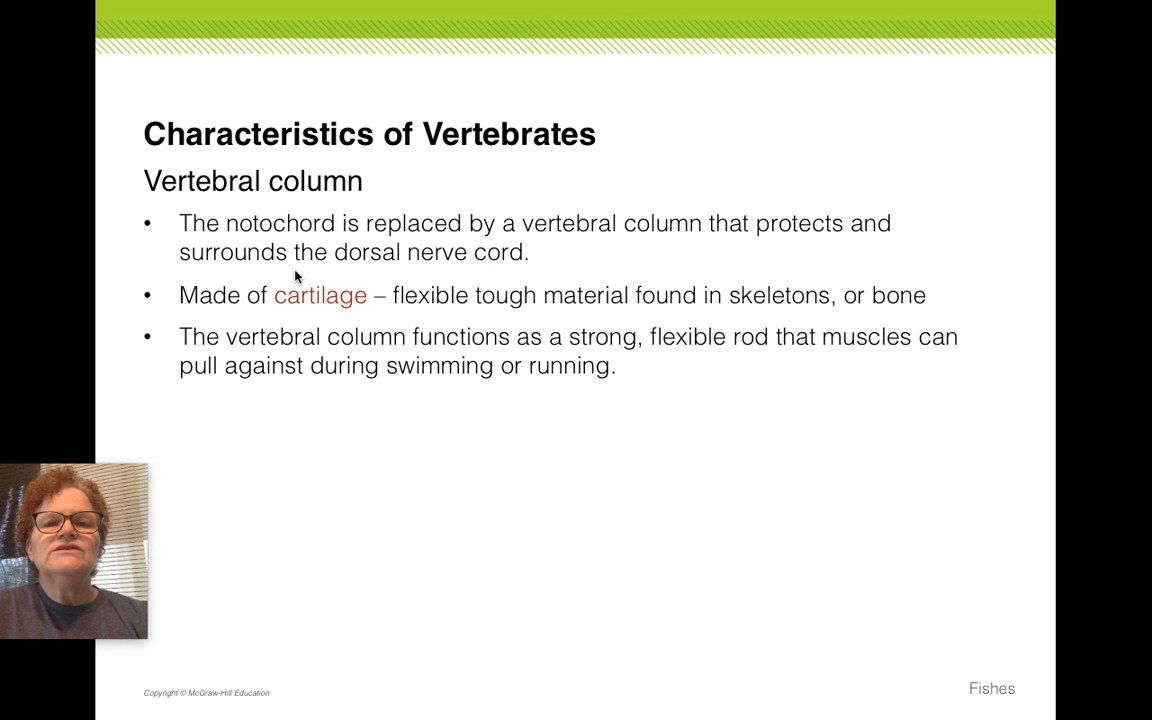 Characteristics of Vertebrates
Vertebral column
• The notochord is replaced by a vertebral column that protects and
surrounds the dorsal nerve cord.
• Made of cartilage – flexible tough material found in skeletons, or bone
• The vertebral column functions as a strong, flexible rod that muscles can
pull against during swimming or running.
Copyright © McGraw-Hill Education
Fishes